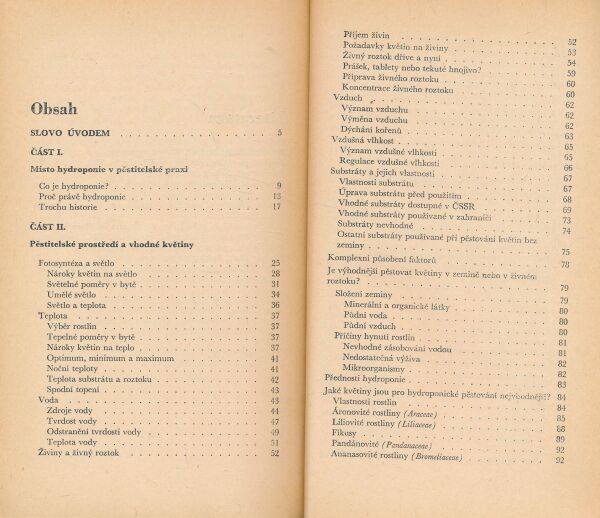 Obsah
SLOVO ÚVODEM . . . . . . . . . . . 5
ČÁST I.
Místo hydroponie v pěstitelské praxi
Co je hydroponie? . . . . . . . . . . . 9
Proč právě hydroponie . . . . . . . . . . . 13
Trochu historie . . . . . . . . . . . 17
ČÁST II.
Pěstitelské prostředí a vhodné květiny
Fotosyntéza a světlo . . . . . . . . . . . 25
Nároky květin na světlo . . . . . . . . . . . 28
Světelné poměry v bytě . . . . . . . . . . . 31
Umělé světlo . . . . . . . . . . . 34
Světlo a teplota . . . . . . . . . . . 36
Teplota . . . . . . . . . . . 37
Výběr rostlin . . . . . . . . . . . 37
Tepelné poměry v bytě . . . . . . . . . . . 37
Nároky květin na teplo . . . . . . . . . . . 37
Optimum, minimum a maximum . . . . . . . . . . . 41
Noční teploty . . . . . . . . . . . 41
Teplota substrátu a roztoku . . . . . . . . . . . 42
Spodní topení . . . . . . . . . . . 43
Voda . . . . . . . . . . . 43
Zdroje vody . . . . . . . . . . . 44
Tvrdost vody . . . . . . . . . . . 47
Odstranění tvrdosti vody . . . . . . . . . . . 49
Teplota vody . . . . . . . . . . . 51
Živiny a živný roztok . . . . . . . . . . . 52
Příjem živin . . . . . . . . . . . 52
Požadavky květin na živiny . . . . . . . . . . . 53
Živný roztok dříve a nyní . . . . . . . . . . . 54
Prášek, tablety nebo tekuté hnojivo? . . . . . . . . . . . 59
Příprava živného roztoku . . . . . . . . . . . 60
Koncentrace živného roztoku . . . . . . . . . . . 60
Vzduch . . . . . . . . . . . 62
Význam vzduchu . . . . . . . . . . . 62
Výměna vzduchu . . . . . . . . . . . 62
Dýchání kořenů . . . . . . . . . . . 63
Vzdušná vlhkost . . . . . . . . . . . 65
Význam vzdušné vlhkosti . . . . . . . . . . . 65
Regulace vzdušné vlhkosti . . . . . . . . . . . 66
Substráty a jejich vlastnosti . . . . . . . . . . . 67
Vlastnosti substrátu . . . . . . . . . . . 67
Úprava substrátu před použitím . . . . . . . . . . . 68
Vhodné substráty dostupné v ČSSR . . . . . . . . . . . 69
Vhodné substráty používané v zahraničí . . . . . . . . . . . 73
Substráty nevhodné . . . . . . . . . . . 74
Ostatní substráty používané při pěstování květin bez
zeminy . . . . . . . . . . . 75
Komplexní působení faktorů . . . . . . . . . . . 78
Je výhodnější pěstovat květiny v zemině nebo v živném
roztoku? . . . . . . . . . . . 79
Složení zeminy . . . . . . . . . . . 79
Minerální a organické látky . . . . . . . . . . . 80
Půdní voda . . . . . . . . . . . 80
Půdní vzduch . . . . . . . . . . . 80
Příčiny hynutí rostlin . . . . . . . . . . . 81
Nevhodné zásobování vodou . . . . . . . . . . . 81
Nedostatečná výživa . . . . . . . . . . . 82
Mikroorganismy . . . . . . . . . . . 82
Přednosti hydroponie . . . . . . . . . . . 83
Jaké květiny jsou pro hydroponické pěstování nejvhodnější? . 84
Vlastnosti rostlin . . . . . . . . . . . 84
Áronovité rostliny (Araceae) . . . . . . . . . . . 85
Liliovité rostliny (Liliaceae) . . . . . . . . . . . 88
Fíkusy . . . . . . . . . . . 89
Pandánovité (Pandanaceae) . . . . . . . . . . . 92
Ananasovité rostliny (Bromeliaceae) . . . . . . . . . . . 92